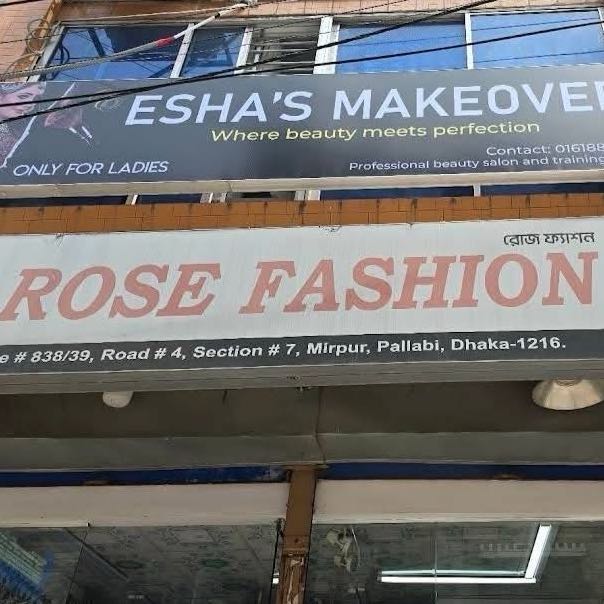 ESHA'S MAKEOVER
Where beauty meets perfection
Contact: 01618
ONLY FOR LADIES
Professional beauty salon and training
রোজ ফ্যাশন
ROSE FASHION
e # 838/39, Road # 4, Section # 7, Mirpur, Pallabi, Dhaka-1216.